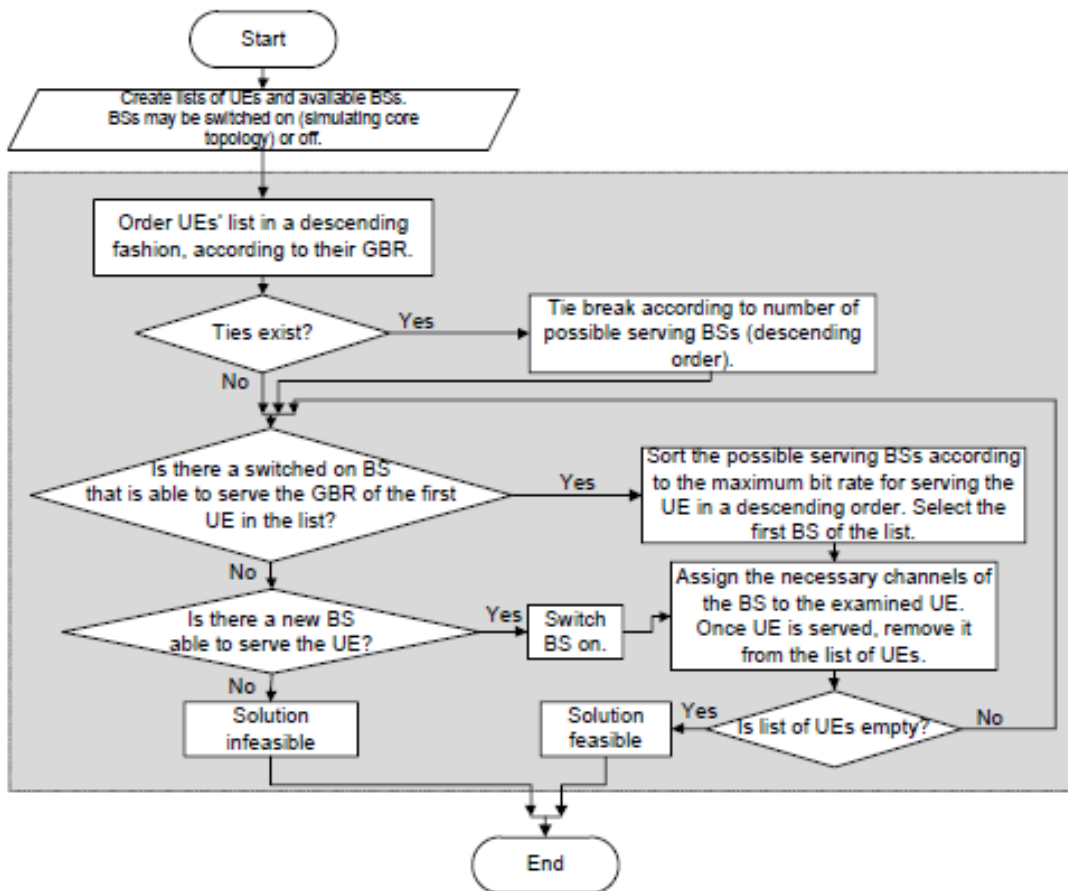 Start
Create lists of UEs and available BSs.
BSs may be switched on (simulating core
topology) or off.
Order UEs' list in a descending
fashion, according to their GBR.
Ties exist?
Yes
Tie break according to number of
possible serving BSs (descending
order).
No
Is there a switched on BS
that is able to serve the GBR of the first
UE in the list?
Yes
Sort the possible serving BSs according
to the maximum bit rate for serving the
UE in a descending order. Select the
first BS of the list.
No
Is there a new BS
able to serve the UE?
Yes
Switch
BS on.
Assign the necessary channels of
the BS to the examined UE.
Once UE is served, remove it
from the list of UEs.
No
Solution
infeasible
Solution
feasible
Yes
Is list of UEs empty?
No
End